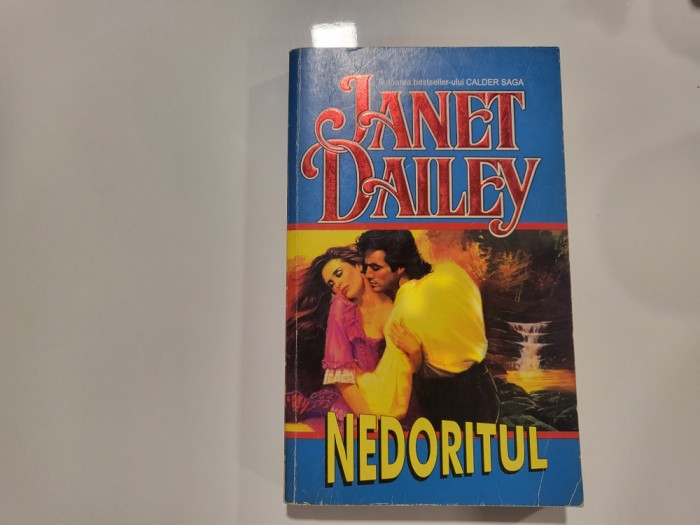 bestseller-ului CALDER SAGA
JANET
DAILEY
NEDORITUL